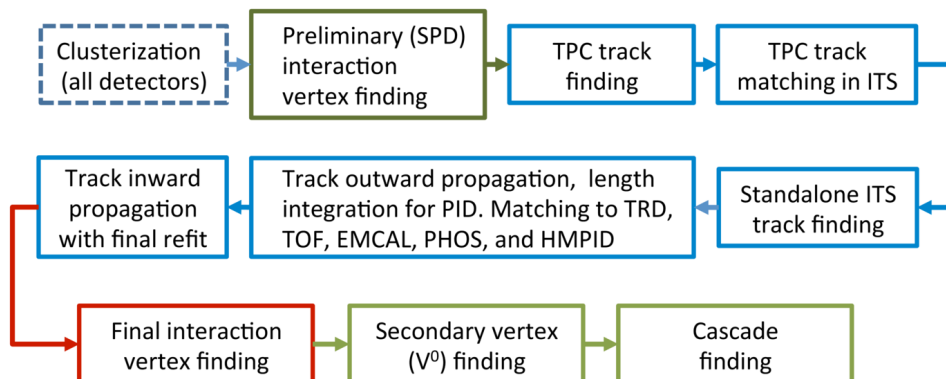 Clusterization
(all detectors)
Preliminary (SPD)
interaction
vertex finding
TPC track
finding
TPC track
matching in ITS
Track inward
propagation
with final refit
Track outward propagation, length
integration for PID. Matching to TRD,
TOF, EMCAL, PHOS, and HMPID
Standalone ITS
track finding
Final interaction
vertex finding
Secondary vertex
(V⁰) finding
Cascade
finding